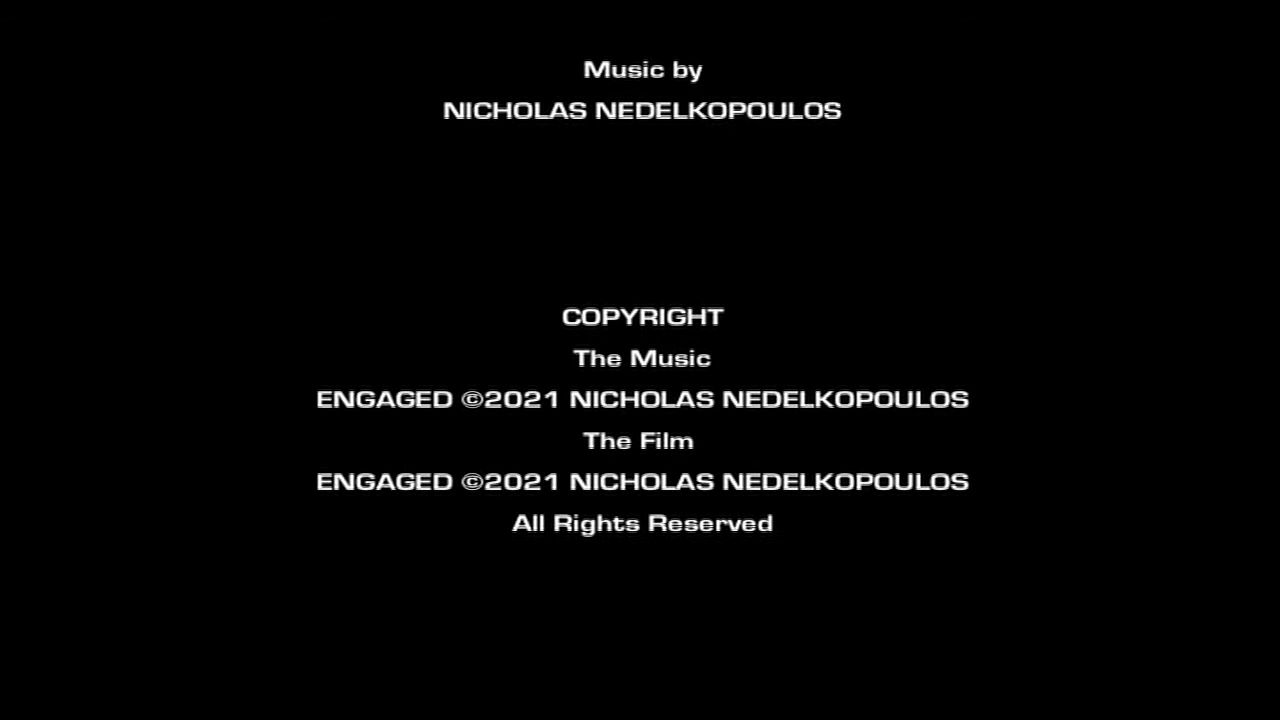 Music by
NICHOLAS NEDELKOPOULOS
COPYRIGHT
The Music
ENGAGED ©2021 NICHOLAS NEDELKOPOULOS
The Film
ENGAGED ©2021 NICHOLAS NEDELKOPOULOS
All Rights Reserved